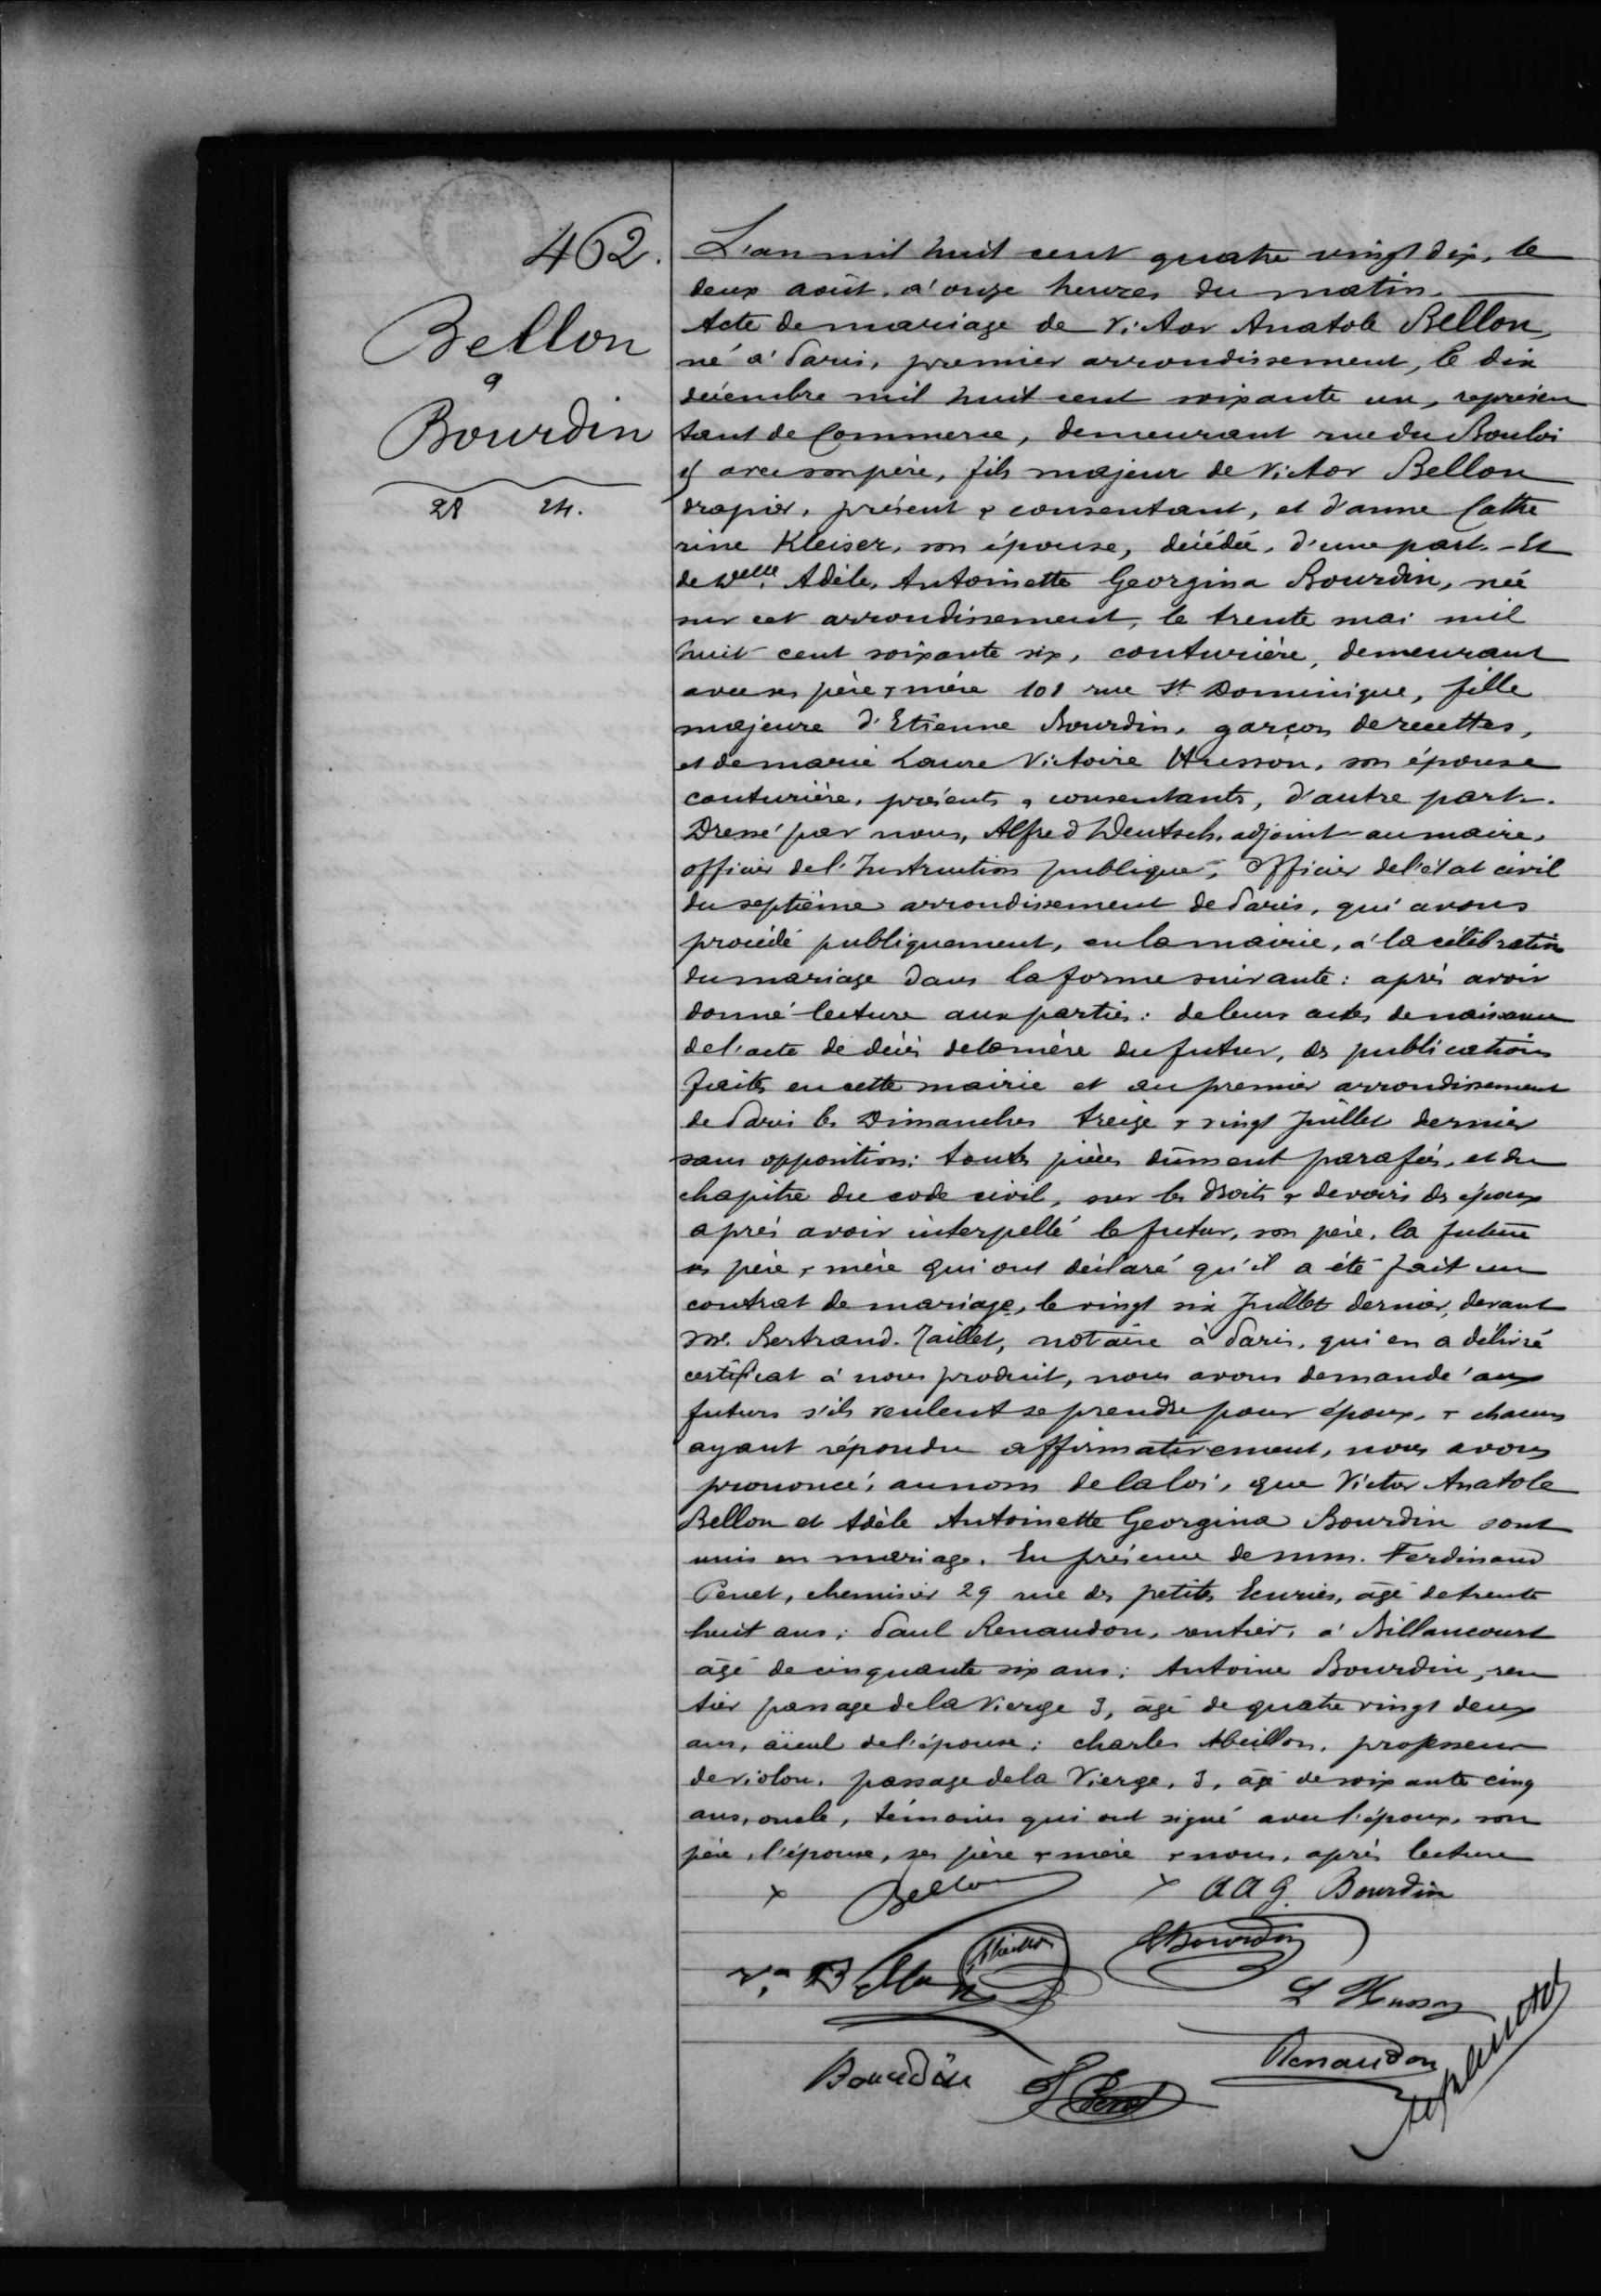 462.
Bellon
&
Bourdin
28 24.
L'an mil huit cent quatre vingt dix, le
deux août, à onze heures du matin.
Acte de mariage de Victor Anatole Bellon,
né à Paris, premier arrondissement, le dix
décembre mil huit cent soixante un, représen
tant de Commerce, demeurant rue du Bouloi
avec son père, fils majeur de Victor Bellon
drapier, présent & consentant, et d'anne Cathe
rine Kleiser, son épouse, décédée, d'une part. - Et
de Delle Adèle, Antoinette Georgina Bourdin, née
sur cet arrondissement, le trente mai mil
huit cent soixante six, couturière, demeurant
avec ses père & mère 101 rue St Dominique, fille
majeure d'Etienne Bourdin, garçon de recettes,
et de marie Laure Victoire Husson, son épouse
couturière, présents & consentants, d'autre part.
Dressé par nous, Alfred Deutsch, adjoint au maire,
officier de l'Instruction publique, Officier de l'état civil
du septième arrondissement de Paris, qui avons
procédé publiquement, en la mairie, à la célébration
du mariage dans la forme suivante: après avoir
donné lecture aux parties: de leurs actes de naissance
de l'acte de décès de la mère du futur, des publications
faites en cette mairie et au premier arrondissement
de Paris les Dimanches treize & vingt Juillet dernier
sans opposition: toutes pièces dûment parafées, et du
chapitre du code civil, sur les droits & devoirs des époux
après avoir interpellé le futur, son père, la future
ses père & mère qui ont déclaré qu'il a été fait un
contrat de mariage, le vingt six Juillet dernier, devant
Me. Bertrand-Taillet, notaire à Paris, qui en a délivré
certificat à nous produit, nous avons demandé aux
futurs s'ils veulent se prendre pour époux, & chacun
ayant répondu affirmativement, nous avons
prononcé, au nom de la loi, que Victor Anatole
Bellon et Adèle Antoinette Georgina Bourdin sont
unis en mariage. En présence de mm. Ferdinand
Penet, chemisier 29 rue des petites Ecuries, âgé de trente
huit ans; Paul Renaudon, rentier, à Billancourt
âgé de cinquante six ans; Antoine Bourdin, ren
tier passage de la Vierge 3, âgé de quatre vingt deux
ans, aïeul de l'épouse; charles Abeillon, professeur
de violon, passage de la Vierge, 3, âgé de soixante cinq
ans, oncle, témoins qui ont signé avec l'époux, son
père, l'épouse, ses père & mère & nous, après lecture
x Bellon x A A G Bourdin
Vor Bellon EBourdin
L Husson
Bourdin F Penet Renaudon